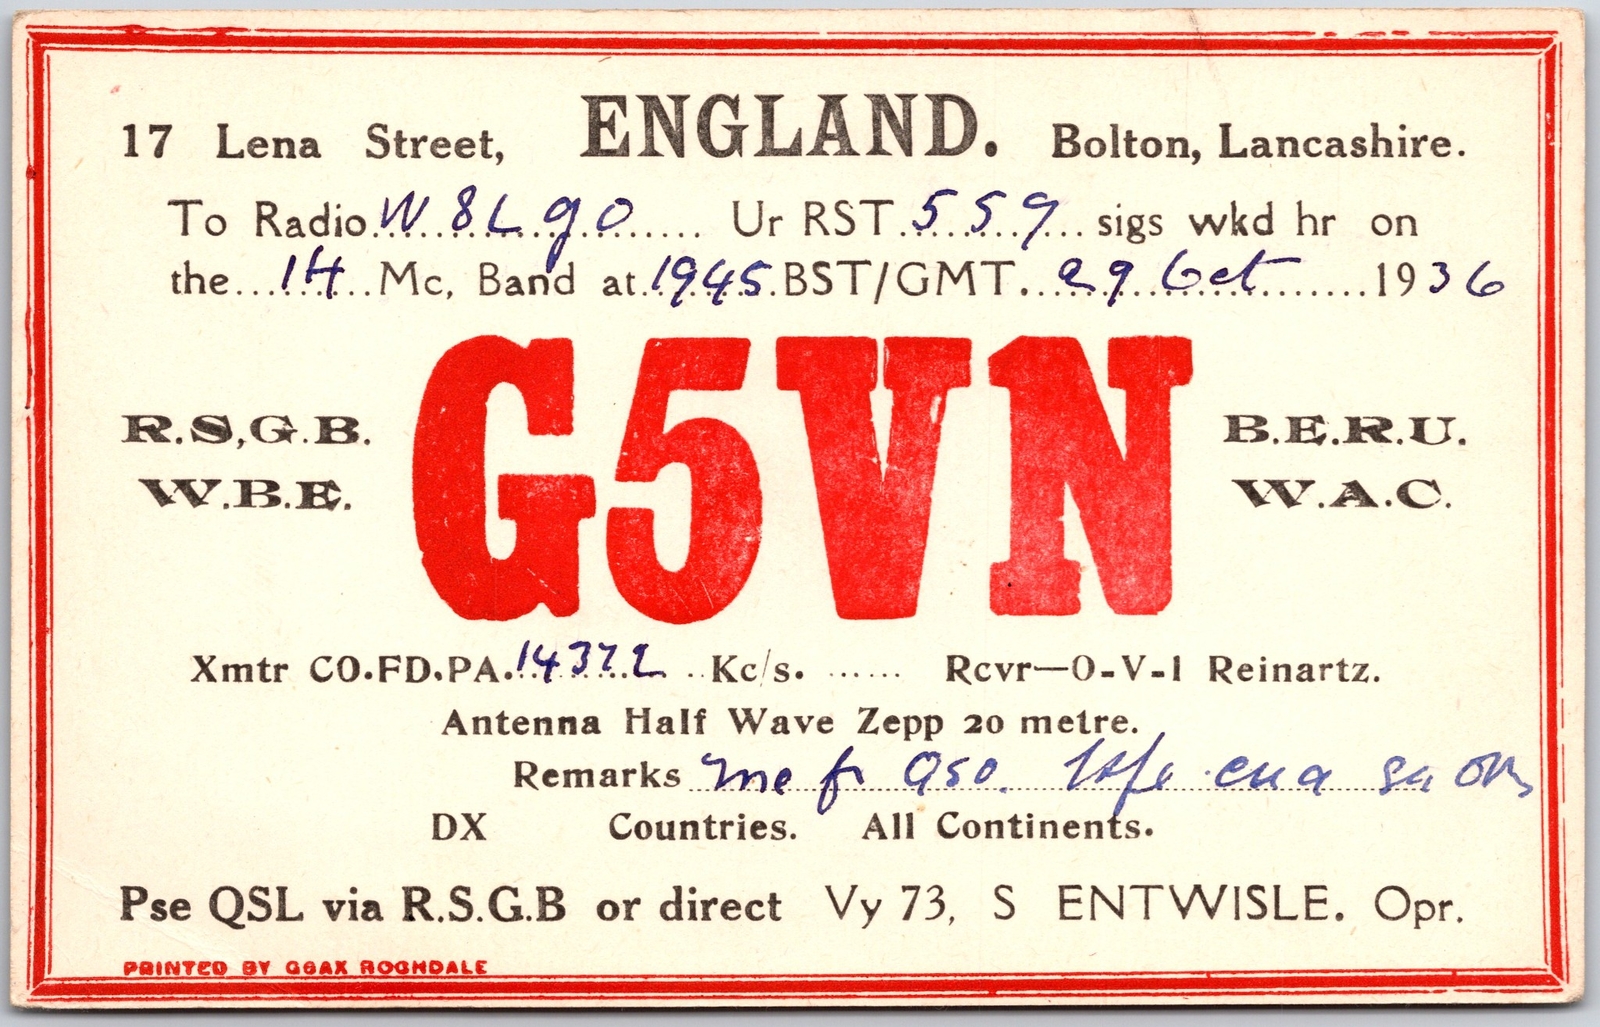 17 Lena Street, ENGLAND. Bolton, Lancashire.
To Radio W8Lgo Ur RST 559 sigs wkd hr on
the 14 Mc, Band at 1945 BST/GMT. 29 Oct 1936
R.S,G.B. G5VN B.E.R.U.
W.B.E. W.A.C.
Xmtr CO.FD.PA. 14372 Kc/s. Rcvr—O-V-1 Reinartz.
Antenna Half Wave Zepp 20 metre.
Remarks fr Qso.
DX Countries. All Continents.
Pse QSL via R.S.G.B or direct Vy 73, S ENTWISLE. Opr.
PRINTED BY G6AX ROCHDALE